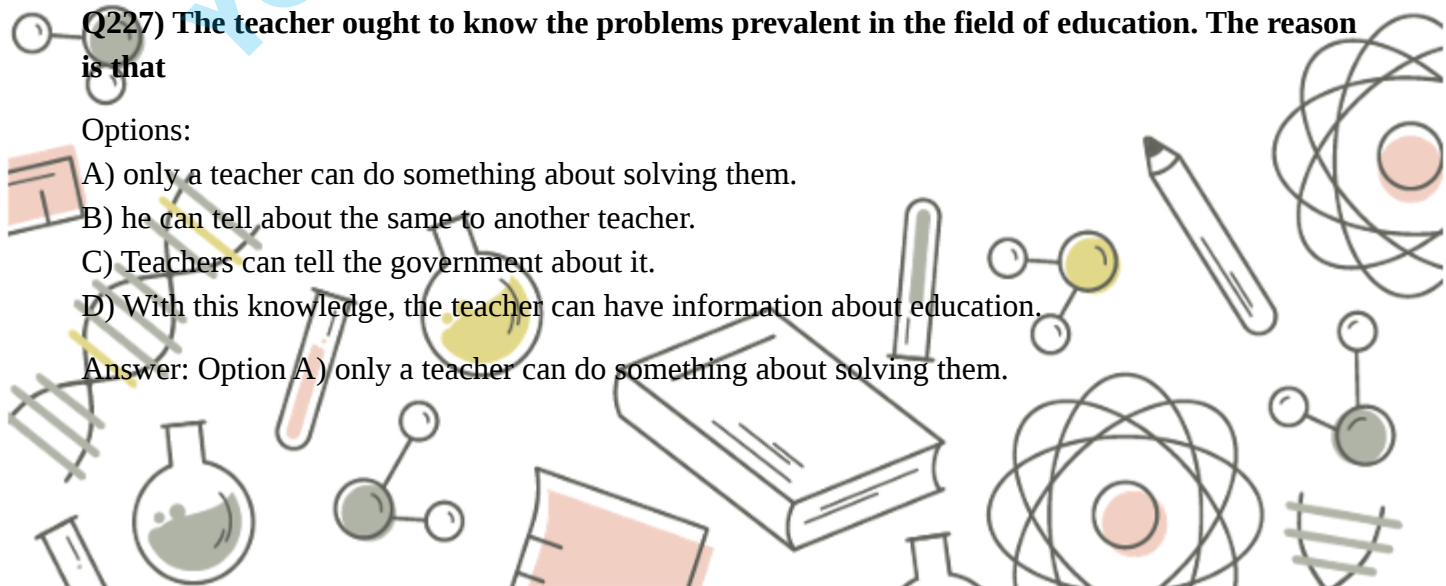 Q227) The teacher ought to know the problems prevalent in the field of education. The reason
is that
Options:
A) only a teacher can do something about solving them.
B) he can tell about the same to another teacher.
C) Teachers can tell the government about it.
D) With this knowledge, the teacher can have information about education.
Answer: Option A) only a teacher can do something about solving them.